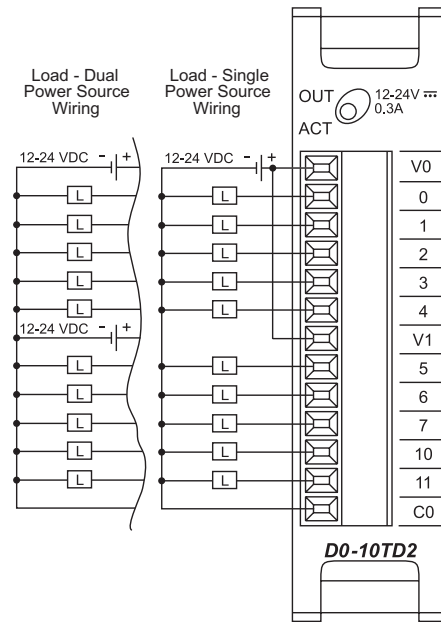 Load - Dual
Power Source
Wiring
Load - Single
Power Source
Wiring
OUT
ACT
12-24V ⎓
0.3A
12-24 VDC - +
L
L
L
L
L
12-24 VDC - +
L
L
L
L
L
12-24 VDC - +
L
L
L
L
L
L
L
L
L
L
V0
0
1
2
3
4
V1
5
6
7
10
11
C0
D0-10TD2